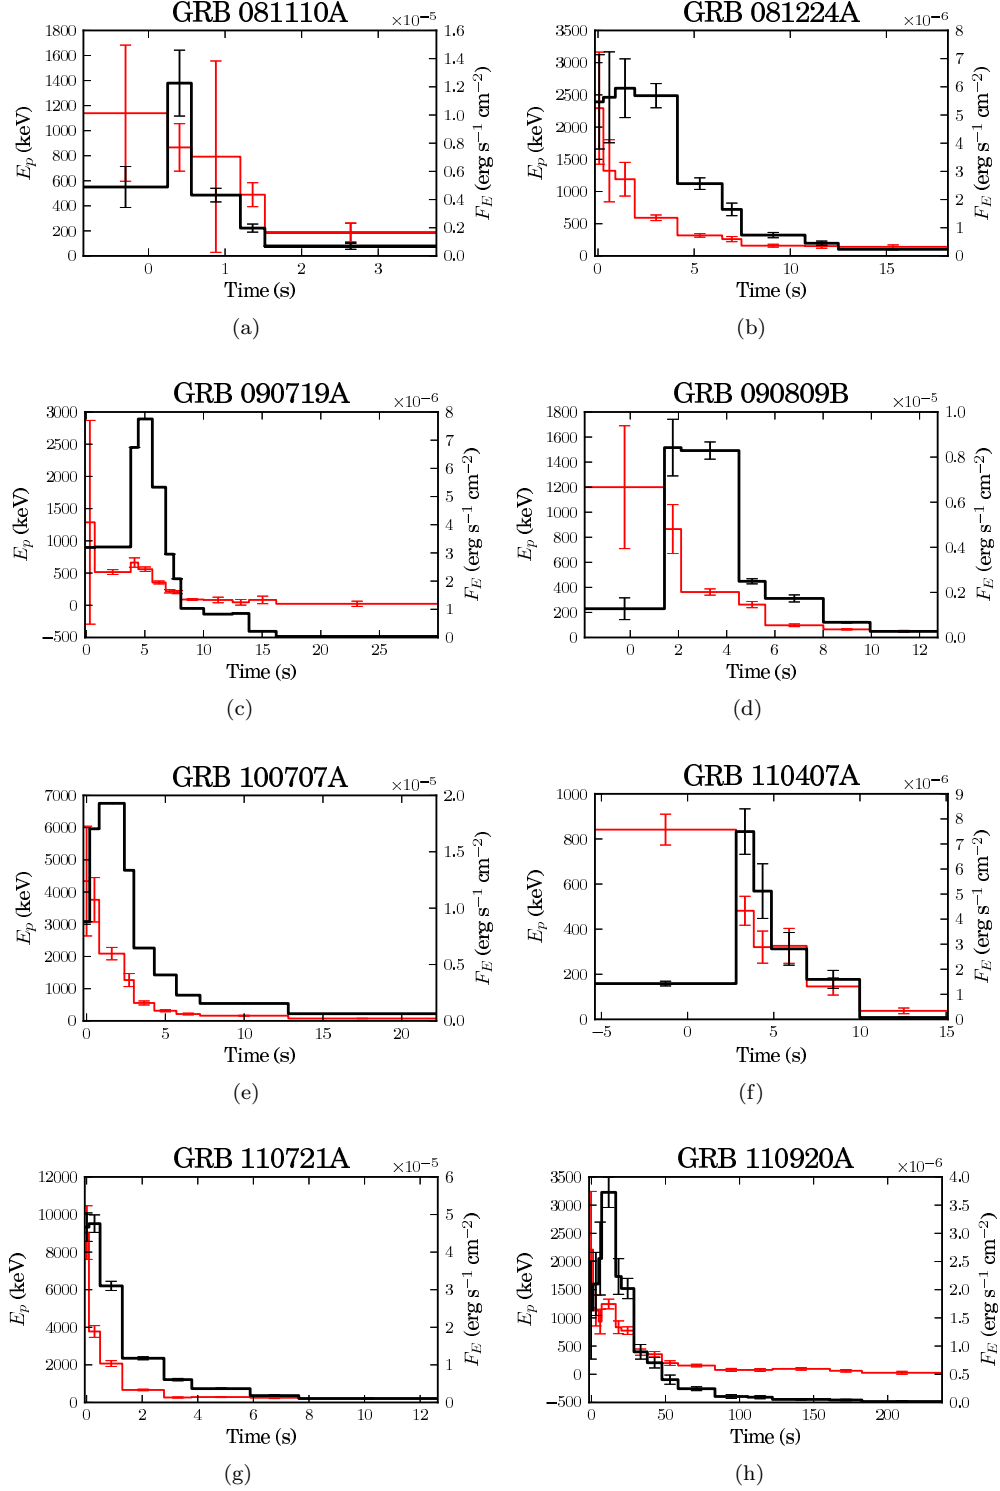 GRB 081110A
×10⁻⁵
1800
1600
1400
1200
1000
800
600
400
200
0
E_p (keV)
1.6
1.4
1.2
1.0
0.8
0.6
0.4
0.2
0.0
F_E (erg s⁻¹ cm⁻²)
0 1 2 3
Time (s)
(a)
GRB 081224A
×10⁻⁶
3500
3000
2500
2000
1500
1000
500
0
E_p (keV)
8
7
6
5
4
3
2
1
0
F_E (erg s⁻¹ cm⁻²)
0 5 10 15
Time (s)
(b)
GRB 090719A
×10⁻⁶
3000
2500
2000
1500
1000
500
0
−500
E_p (keV)
8
7
6
5
4
3
2
1
0
F_E (erg s⁻¹ cm⁻²)
0 5 10 15 20 25
Time (s)
(c)
GRB 090809B
×10⁻⁵
1800
1600
1400
1200
1000
800
600
400
200
0
E_p (keV)
1.0
0.8
0.6
0.4
0.2
0.0
F_E (erg s⁻¹ cm⁻²)
0 2 4 6 8 10 12
Time (s)
(d)
GRB 100707A
×10⁻⁵
7000
6000
5000
4000
3000
2000
1000
0
E_p (keV)
2.0
1.5
1.0
0.5
0.0
F_E (erg s⁻¹ cm⁻²)
0 5 10 15 20
Time (s)
(e)
GRB 110407A
×10⁻⁶
1000
800
600
400
200
0
E_p (keV)
9
8
7
6
5
4
3
2
1
0
F_E (erg s⁻¹ cm⁻²)
−5 0 5 10 15
Time (s)
(f)
GRB 110721A
×10⁻⁵
12000
10000
8000
6000
4000
2000
0
E_p (keV)
6
5
4
3
2
1
0
F_E (erg s⁻¹ cm⁻²)
0 2 4 6 8 10 12
Time (s)
(g)
GRB 110920A
×10⁻⁶
3500
3000
2500
2000
1500
1000
500
0
−500
E_p (keV)
4.0
3.5
3.0
2.5
2.0
1.5
1.0
0.5
0.0
F_E (erg s⁻¹ cm⁻²)
0 50 100 150 200
Time (s)
(h)